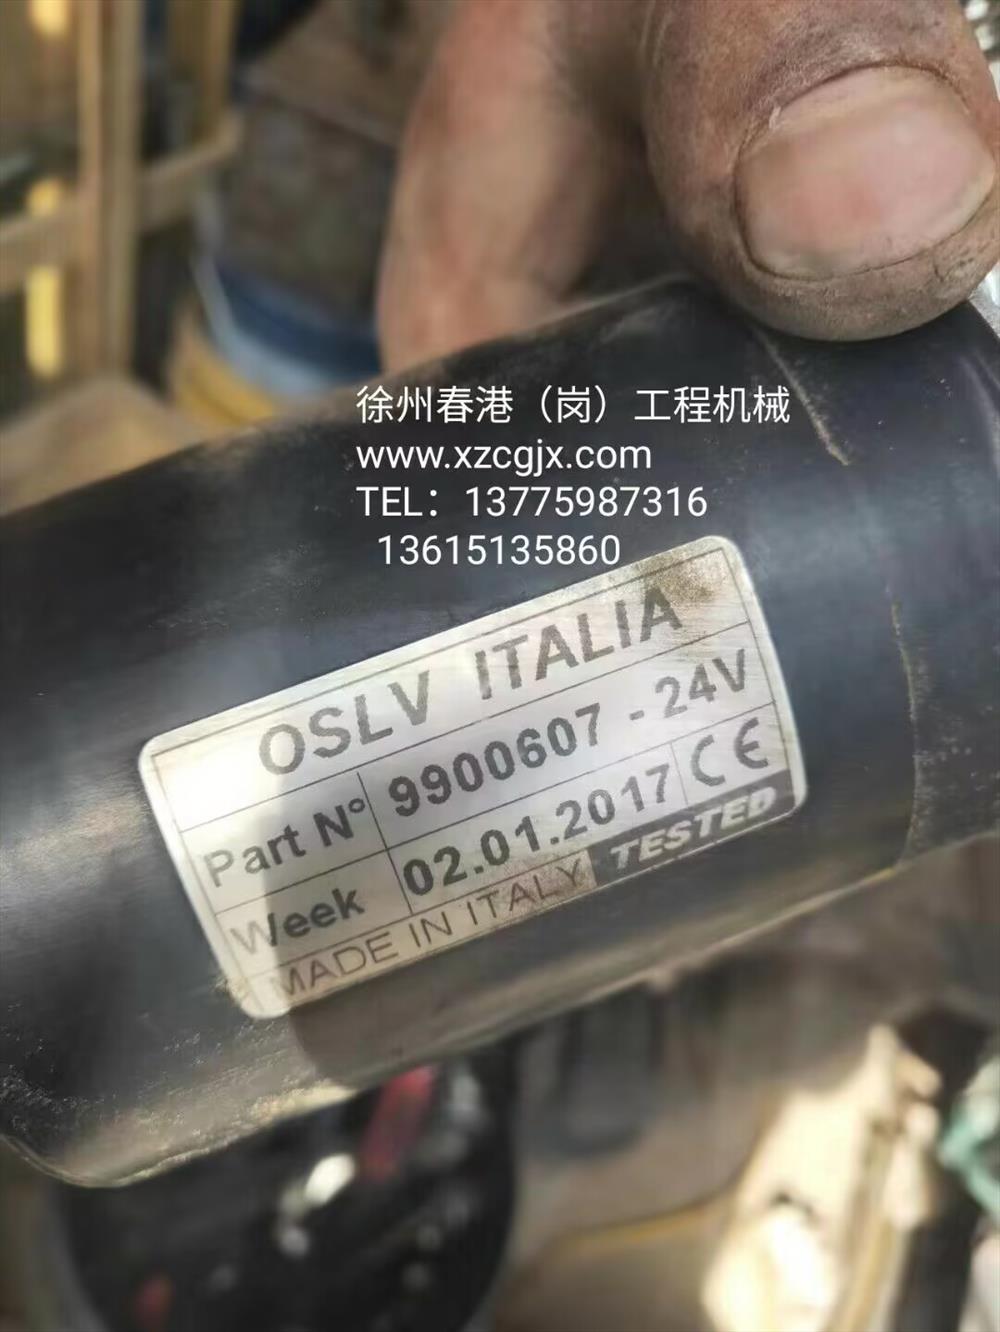 徐州春港（岗）工程机械
www.xzcgjx.com
TEL：13775987316
13615135860
OSLV ITALIA
Part N° 9900607 - 24V
Week 02.01.2017 CE
MADE IN ITALY TESTED